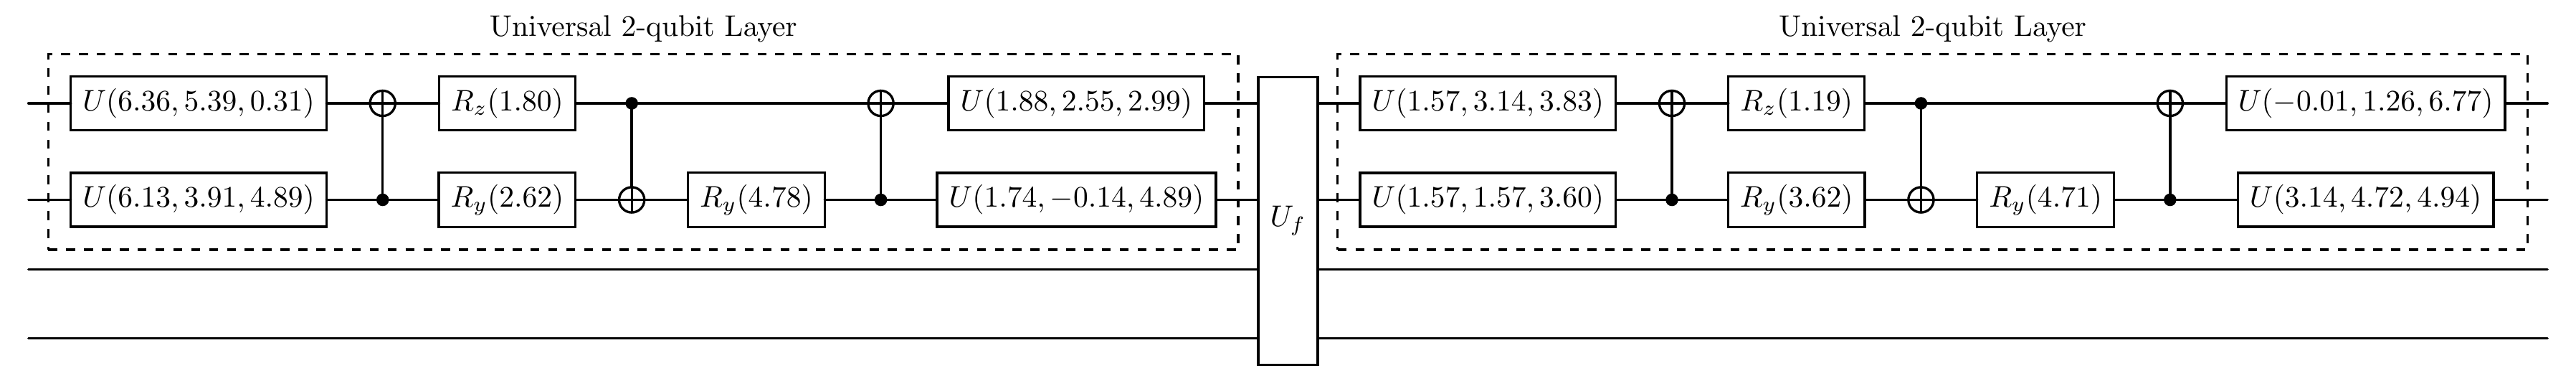 Universal 2-qubit Layer Universal 2-qubit Layer
U(6.36, 5.39, 0.31) R_z(1.80) U(1.88, 2.55, 2.99) U(1.57, 3.14, 3.83) R_z(1.19) U(−0.01, 1.26, 6.77)
U(6.13, 3.91, 4.89) R_y(2.62) R_y(4.78) U(1.74, −0.14, 4.89) U(1.57, 1.57, 3.60) R_y(3.62) R_y(4.71) U(3.14, 4.72, 4.94)
U_f